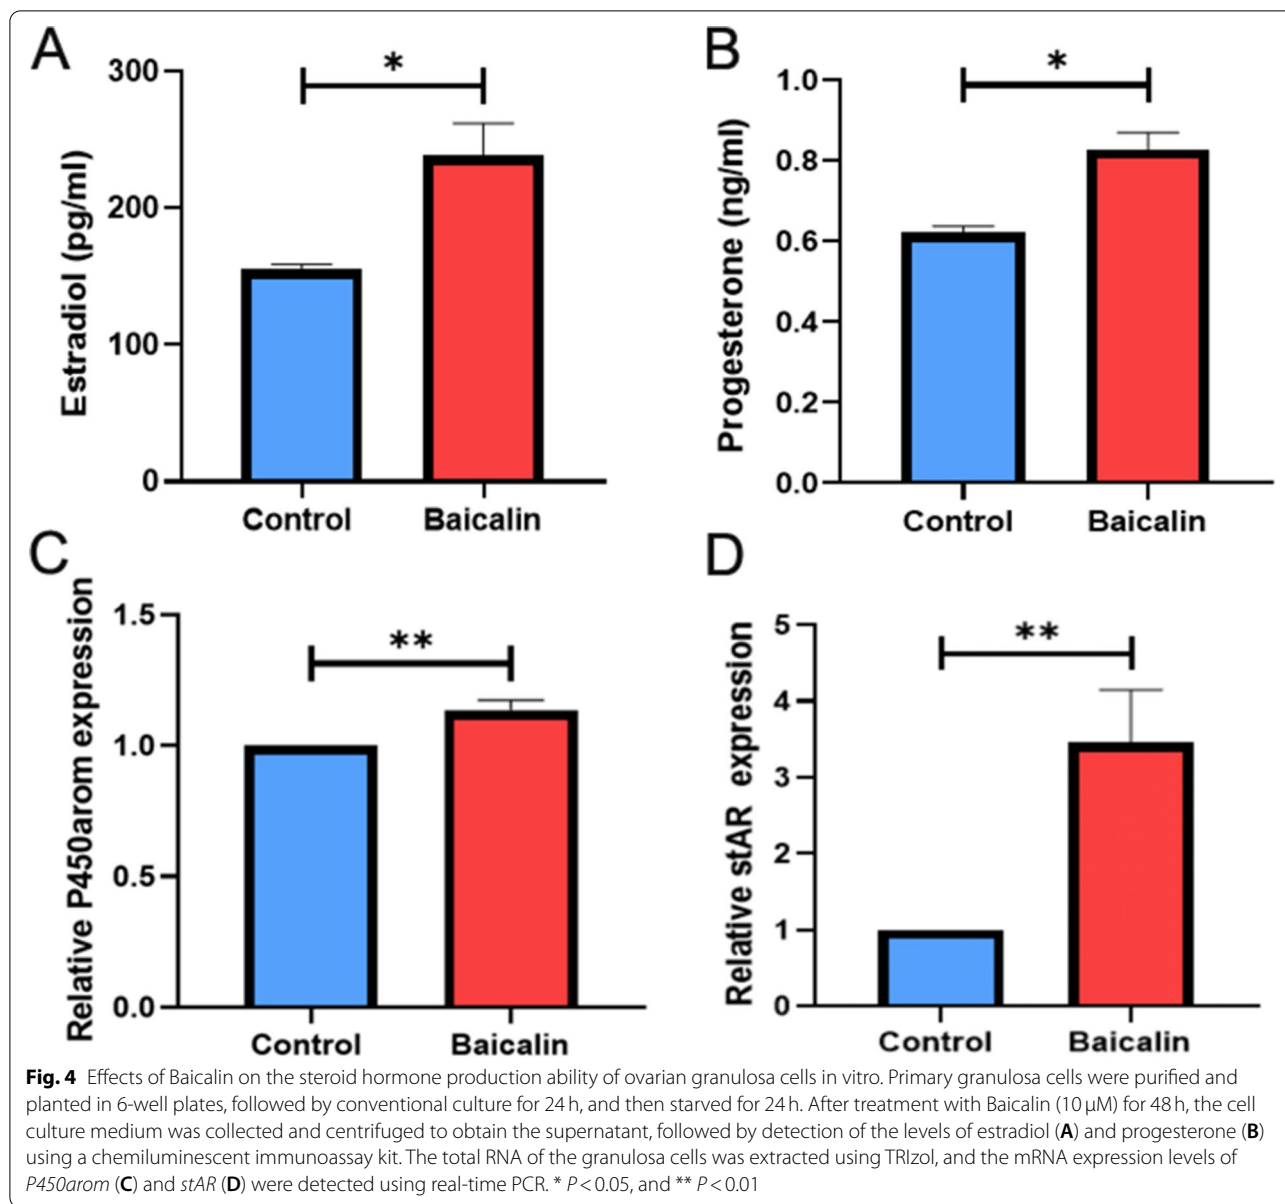 A
Estradiol (pg/ml)
300
200
100
0
*
Control Baicalin
B
Progesterone (ng/ml)
1.0
0.8
0.6
0.4
0.2
0.0
*
Control Baicalin
C
Relative P450arom expression
1.5
1.0
0.5
0.0
**
Control Baicalin
D
Relative stAR expression
5
4
3
2
1
0
**
Control Baicalin
Fig. 4 Effects of Baicalin on the steroid hormone production ability of ovarian granulosa cells in vitro. Primary granulosa cells were purified and
planted in 6-well plates, followed by conventional culture for 24 h, and then starved for 24 h. After treatment with Baicalin (10 μM) for 48 h, the cell
culture medium was collected and centrifuged to obtain the supernatant, followed by detection of the levels of estradiol (A) and progesterone (B)
using a chemiluminescent immunoassay kit. The total RNA of the granulosa cells was extracted using TRIzol, and the mRNA expression levels of
P450arom (C) and stAR (D) were detected using real-time PCR. * P < 0.05, and ** P < 0.01